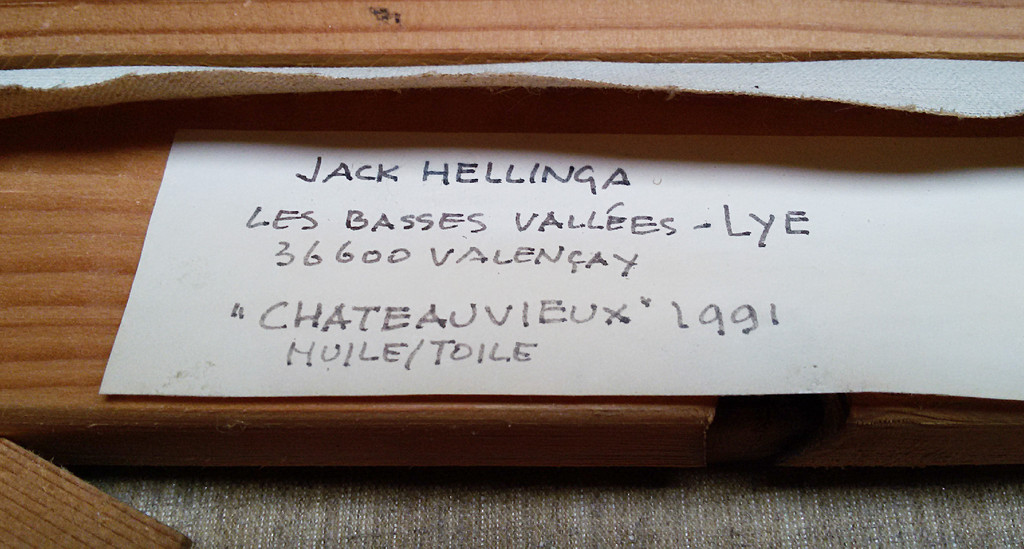 JACK HELLINGA
LES BASSES VALLÉES - LYE
36600 VALENÇAY
"CHATEAUVIEUX" 1991
HUILE/TOILE